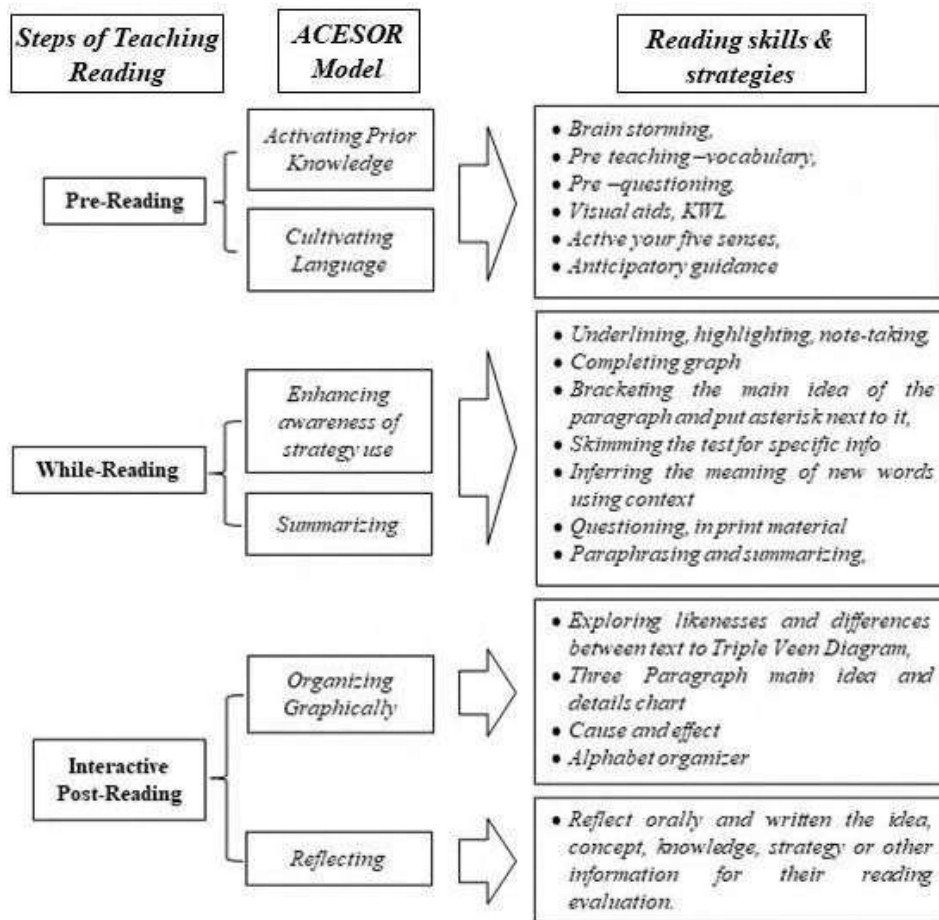 Steps of Teaching
Reading
ACESOR
Model
Reading skills &
strategies
Pre-Reading
Activating Prior
Knowledge
Cultivating
Language
• Brain storming,
• Pre teaching –vocabulary,
• Pre –questioning,
• Visual aids, KWL
• Active your five senses,
• Anticipatory guidance
While-Reading
Enhancing
awareness of
strategy use
Summarizing
• Underlining, highlighting, note-taking,
• Completing graph
• Bracketing the main idea of the
paragraph and put asterisk next to it,
• Skimming the test for specific info
• Inferring the meaning of new words
using context
• Questioning, in print material
• Paraphrasing and summarizing,
Interactive
Post-Reading
Organizing
Graphically
• Exploring likenesses and differences
between text to Triple Veen Diagram,
• Three Paragraph main idea and
details chart
• Cause and effect
• Alphabet organizer
Reflecting
• Reflect orally and written the idea,
concept, knowledge, strategy or other
information for their reading
evaluation.